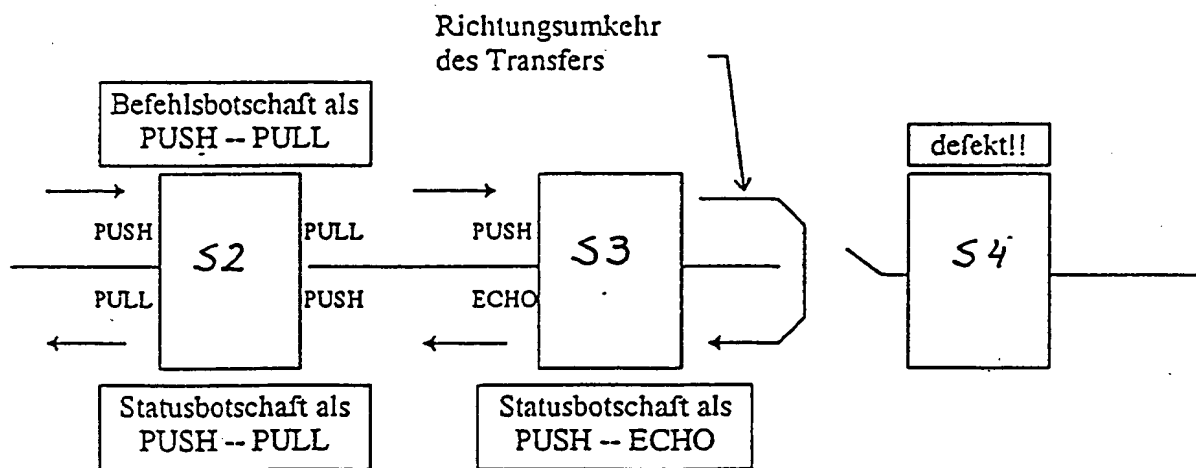 Richtungsumkehr
des Transfers
Befehlsbotschaft als
PUSH -- PULL
defekt!!
PUSH
PULL
PUSH
S2
S3
S4
PULL
PUSH
ECHO
Statusbotschaft als
PUSH -- PULL
Statusbotschaft als
PUSH -- ECHO